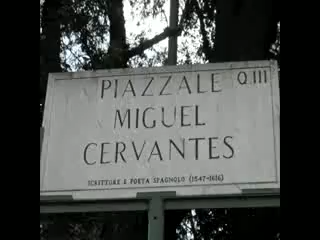 PIAZZALE Q III
MIGUEL
CERVANTES
SCRITTORE E POETA SPAGNOLO (1547-1616)